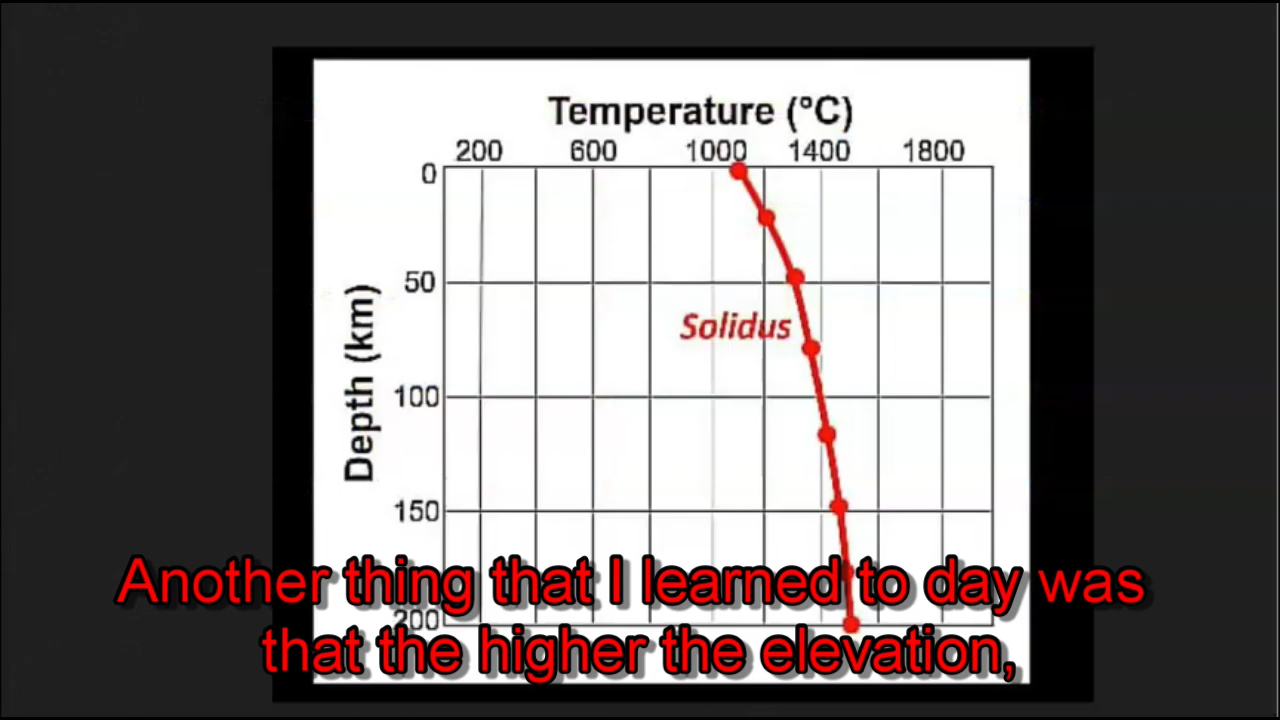 Temperature (°C)
200 600 1000 1400 1800
0
50
Solidus
Depth (km)
100
150
200
Another thing that I learned to day was
that the higher the elevation,